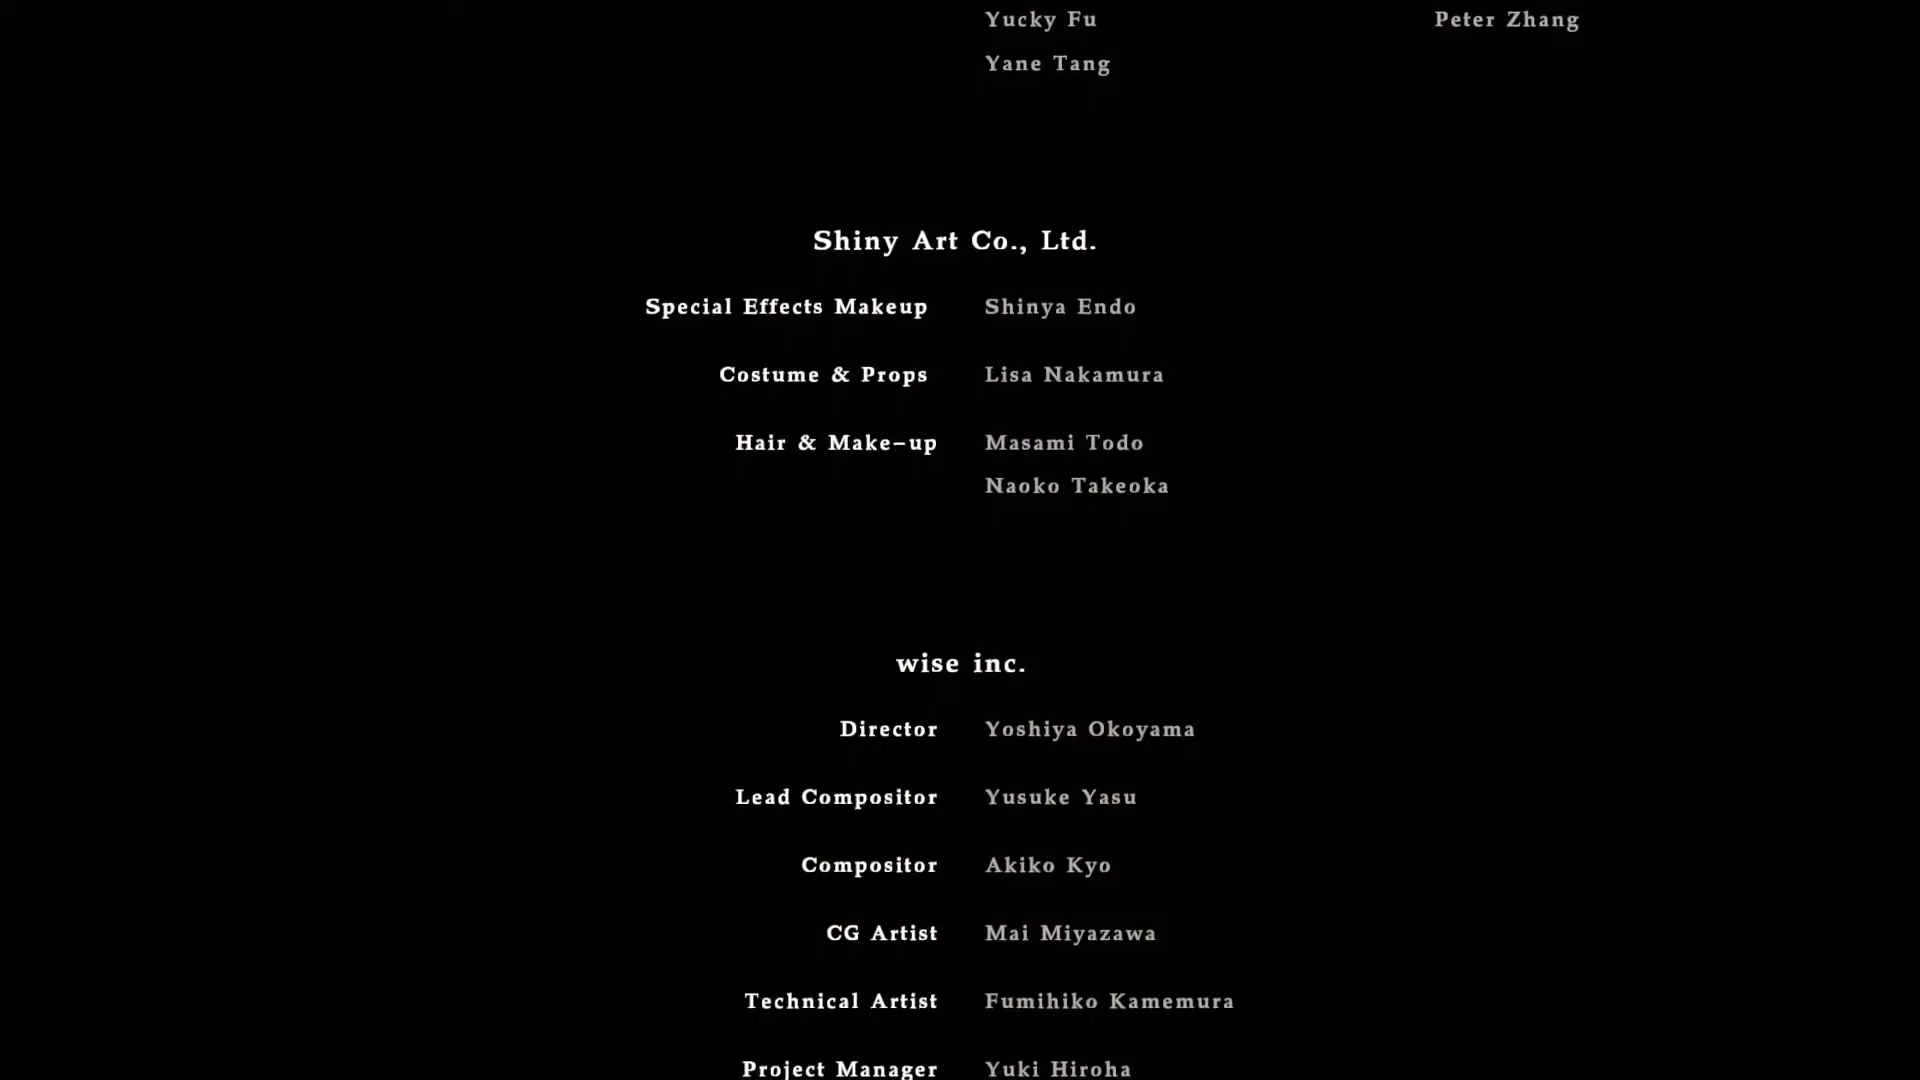 Yucky Fu Peter Zhang
Yane Tang
Shiny Art Co., Ltd.
Special Effects Makeup Shinya Endo
Costume & Props Lisa Nakamura
Hair & Make–up Masami Todo
Naoko Takeoka
wise inc.
Director Yoshiya Okoyama
Lead Compositor Yusuke Yasu
Compositor Akiko Kyo
CG Artist Mai Miyazawa
Technical Artist Fumihiko Kamemura
Project Manager Yuki Hiroha